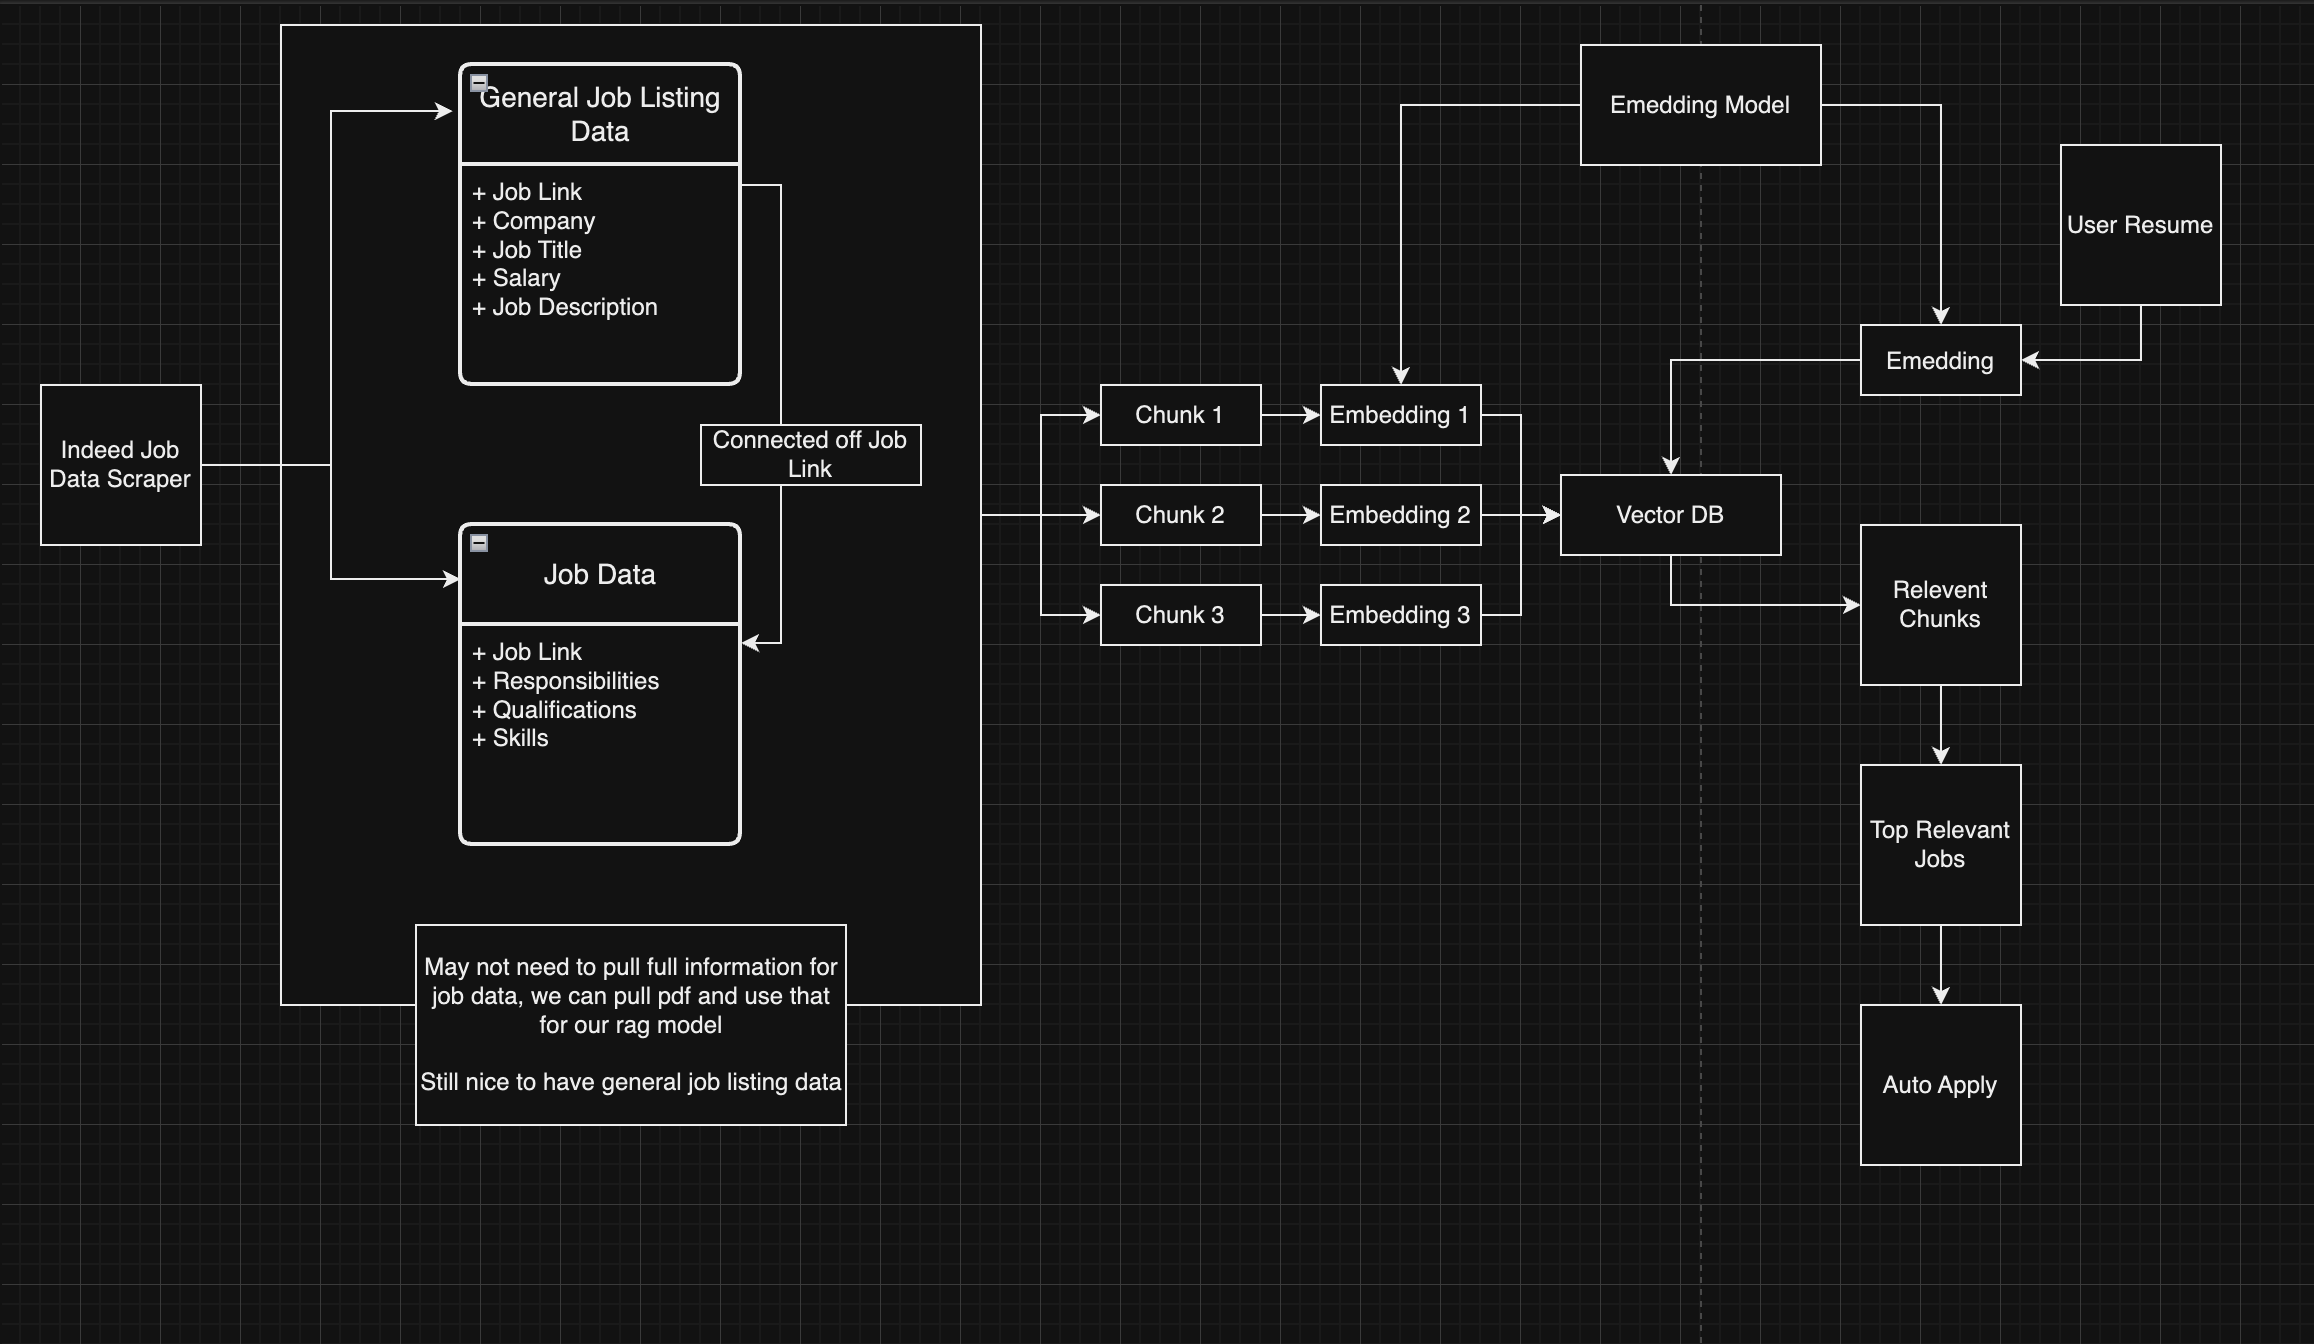 General Job Listing
Data
+ Job Link
+ Company
+ Job Title
+ Salary
+ Job Description
Indeed Job
Data Scraper
Connected off Job
Link
Job Data
+ Job Link
+ Responsibilities
+ Qualifications
+ Skills
May not need to pull full information for
job data, we can pull pdf and use that
for our rag model
Still nice to have general job listing data
Chunk 1
Embedding 1
Chunk 2
Embedding 2
Chunk 3
Embedding 3
Emedding Model
User Resume
Emedding
Vector DB
Relevent
Chunks
Top Relevant
Jobs
Auto Apply